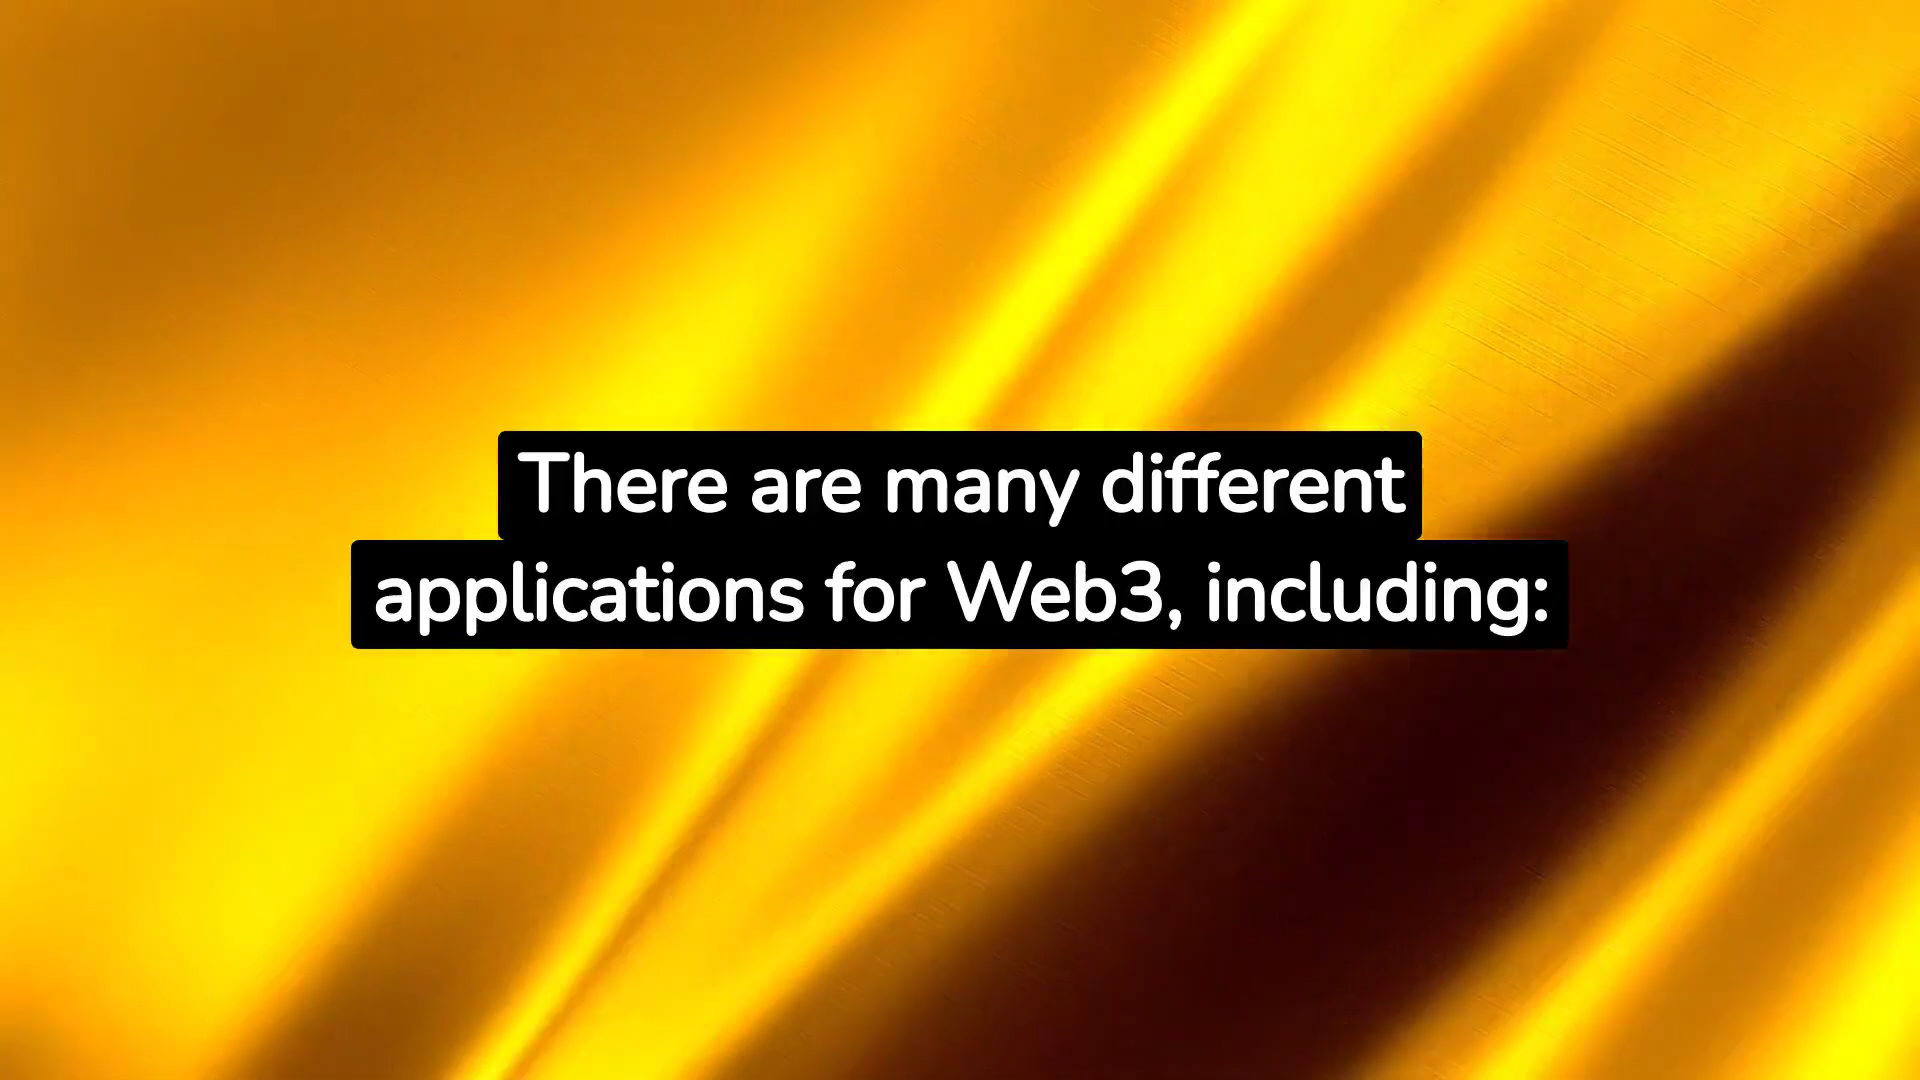 There are many different
applications for Web3, including: